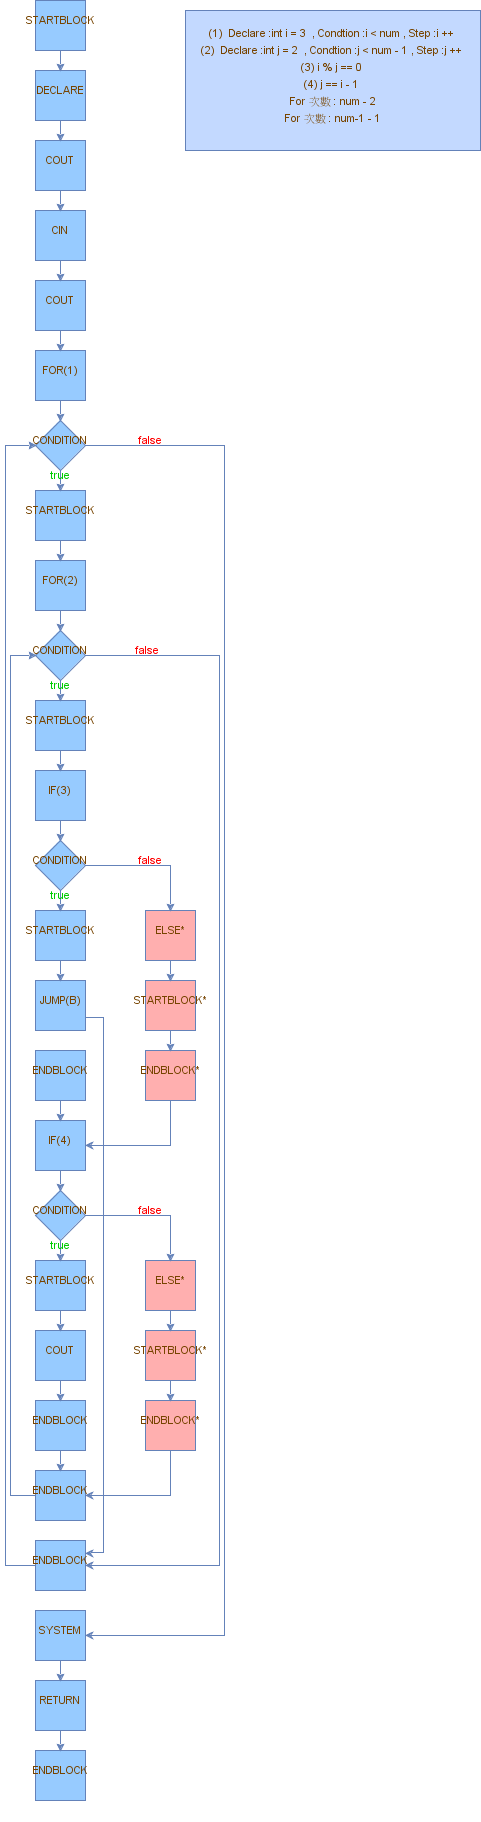 STARTBLOCK
(1) Declare :int i = 3 , Condtion :i < num , Step :i ++
(2) Declare :int j = 2 , Condtion :j < num - 1 , Step :j ++
(3) i % j == 0
(4) j == i - 1
For 次數 : num - 2
For 次數 : num-1 - 1
DECLARE
COUT
CIN
COUT
FOR(1)
CONDITION
false
true
STARTBLOCK
FOR(2)
CONDITION
false
true
STARTBLOCK
IF(3)
CONDITION
false
true
STARTBLOCK
ELSE*
JUMP(B)
STARTBLOCK*
ENDBLOCK
ENDBLOCK*
IF(4)
CONDITION
false
true
STARTBLOCK
ELSE*
COUT
STARTBLOCK*
ENDBLOCK
ENDBLOCK*
ENDBLOCK
ENDBLOCK
SYSTEM
RETURN
ENDBLOCK